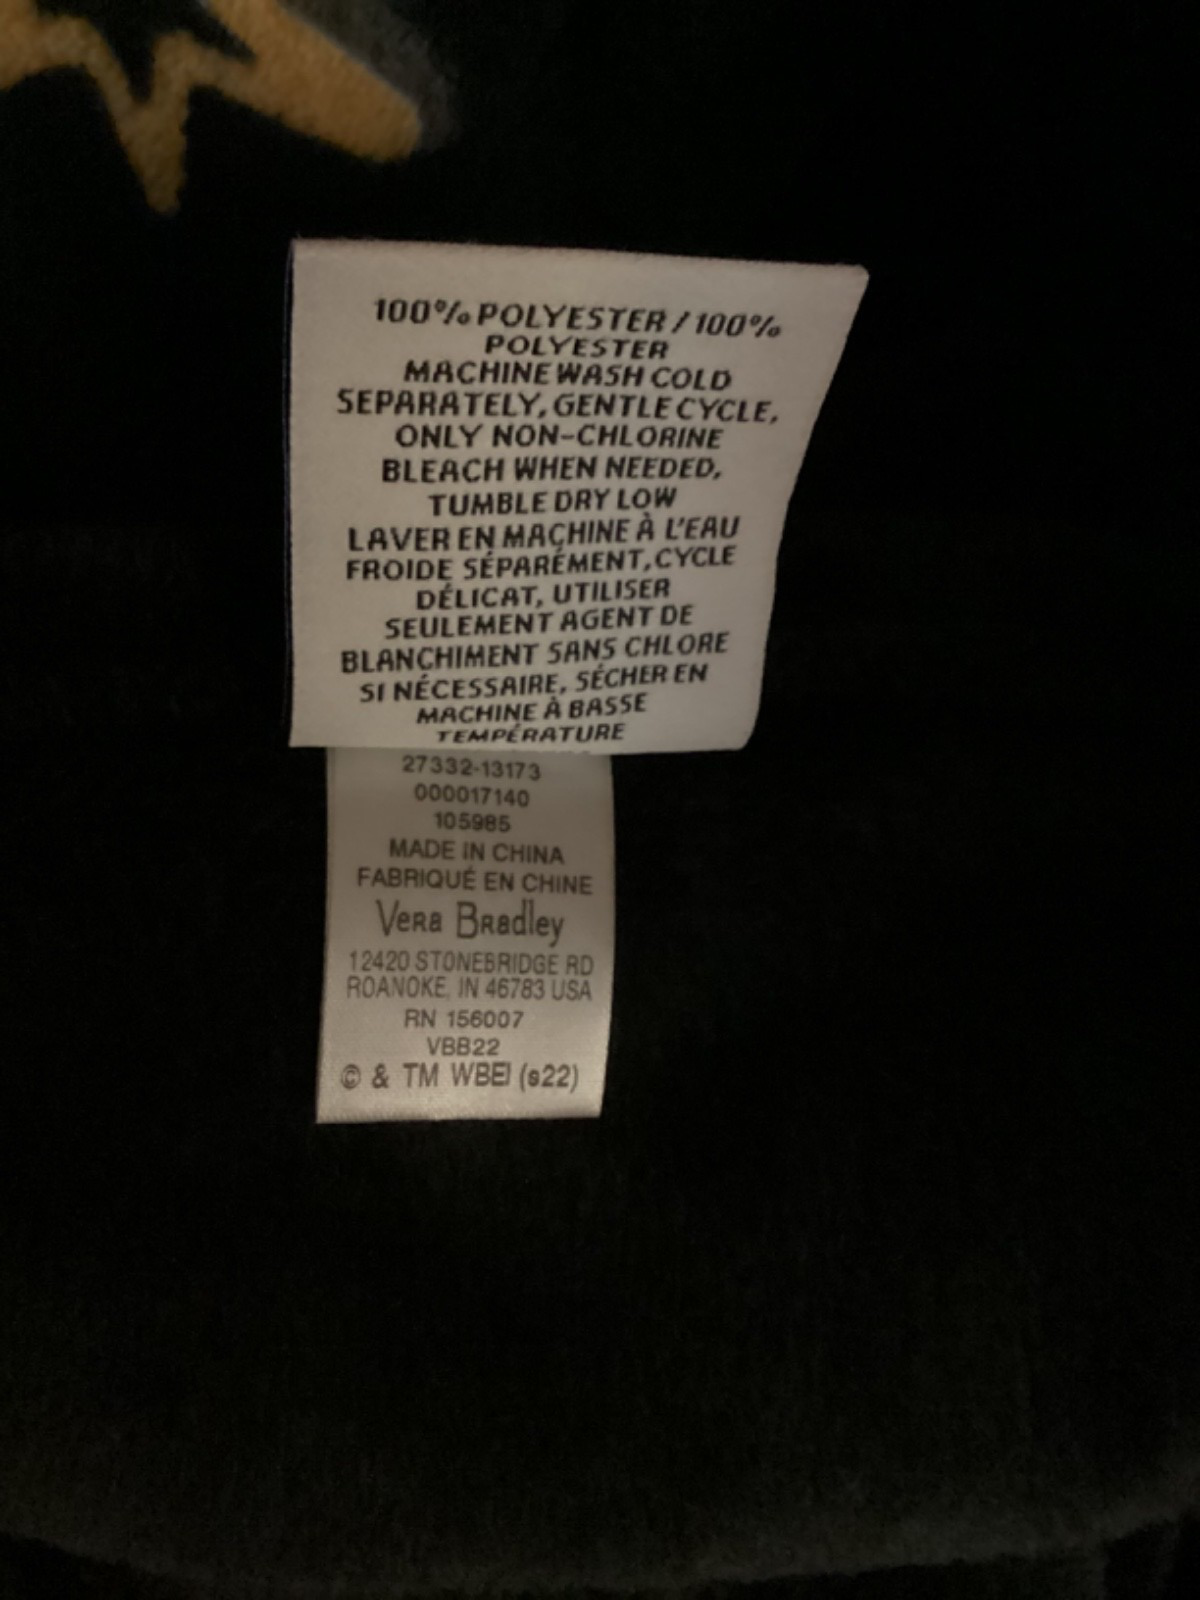 100% POLYESTER / 100%
POLYESTER
MACHINE WASH COLD
SEPARATELY, GENTLE CYCLE,
ONLY NON-CHLORINE
BLEACH WHEN NEEDED,
TUMBLE DRY LOW
LAVER EN MAÇHINE À L'EAU
FROIDE SÉPARÉMENT, CYCLE
DÉLICAT, UTILISER
SEULEMENT AGENT DE
BLANCHIMENT SANS CHLORE
SI NÉCESSAIRE, SÉCHER EN
MACHINE À BASSE
TEMPÉRATURE
27332-13173
000017140
105985
MADE IN CHINA
FABRIQUÉ EN CHINE
Vera Bradley
12420 STONEBRIDGE RD
ROANOKE, IN 46783 USA
RN 156007
VBB22
© & TM WBEI (s22)